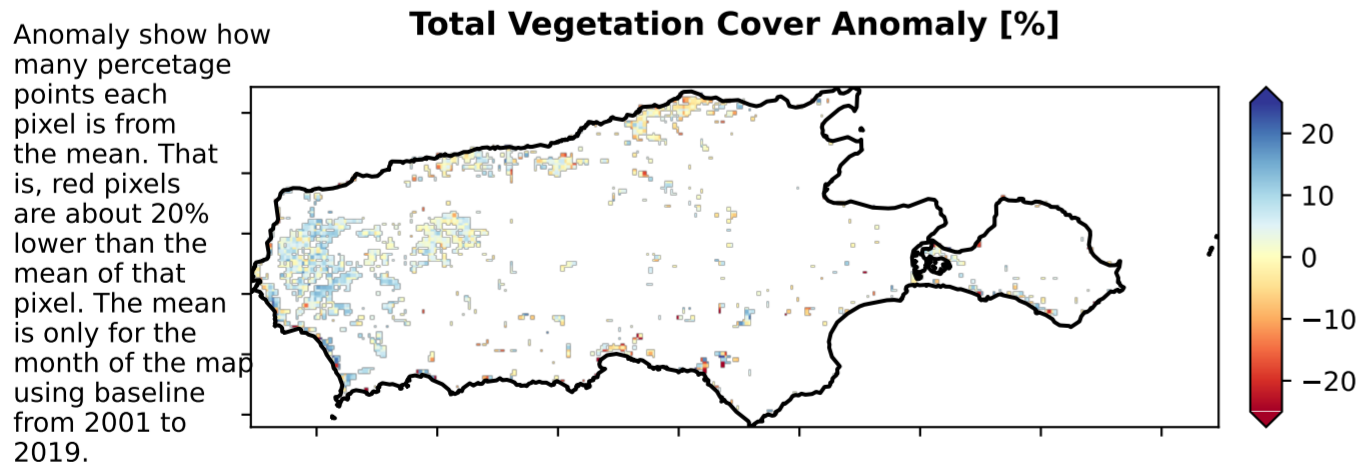 Total Vegetation Cover Anomaly [%]
Anomaly show how
many percetage
points each
pixel is from
the mean. That
is, red pixels
are about 20%
lower than the
mean of that
pixel. The mean
is only for the
month of the map
using baseline
from 2001 to
2019.
20
10
0
−10
−20